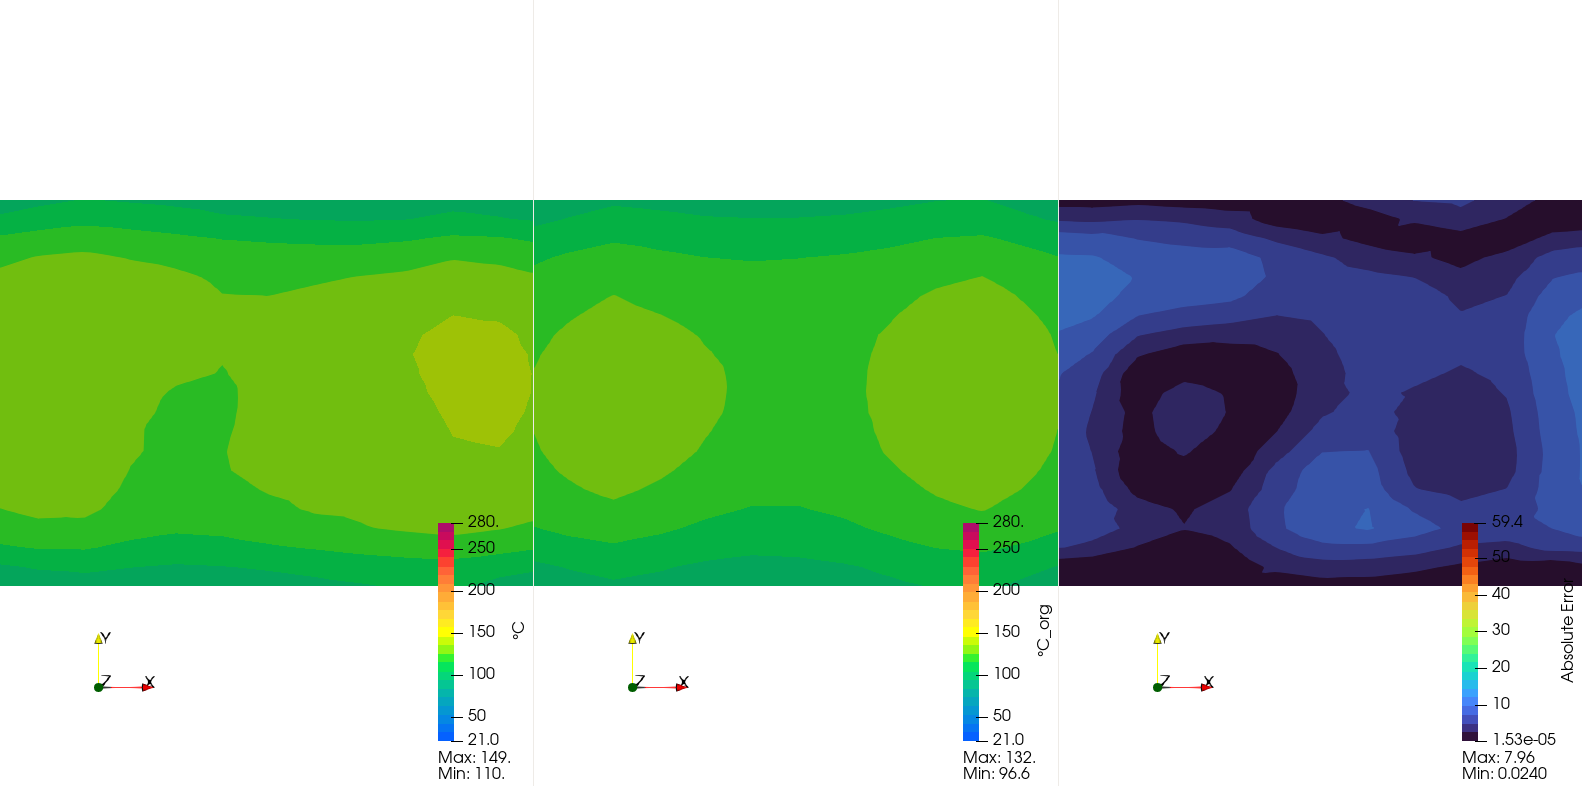 280.
250
200
150
100
50
21.0
°C
Max: 149.
Min: 110.
Y
Z
X
280.
250
200
150
100
50
21.0
°C_org
Max: 132.
Min: 96.6
Y
Z
X
59.4
50
40
30
20
10
1.53e-05
Absolute Error
Max: 7.96
Min: 0.0240
Y
Z
X